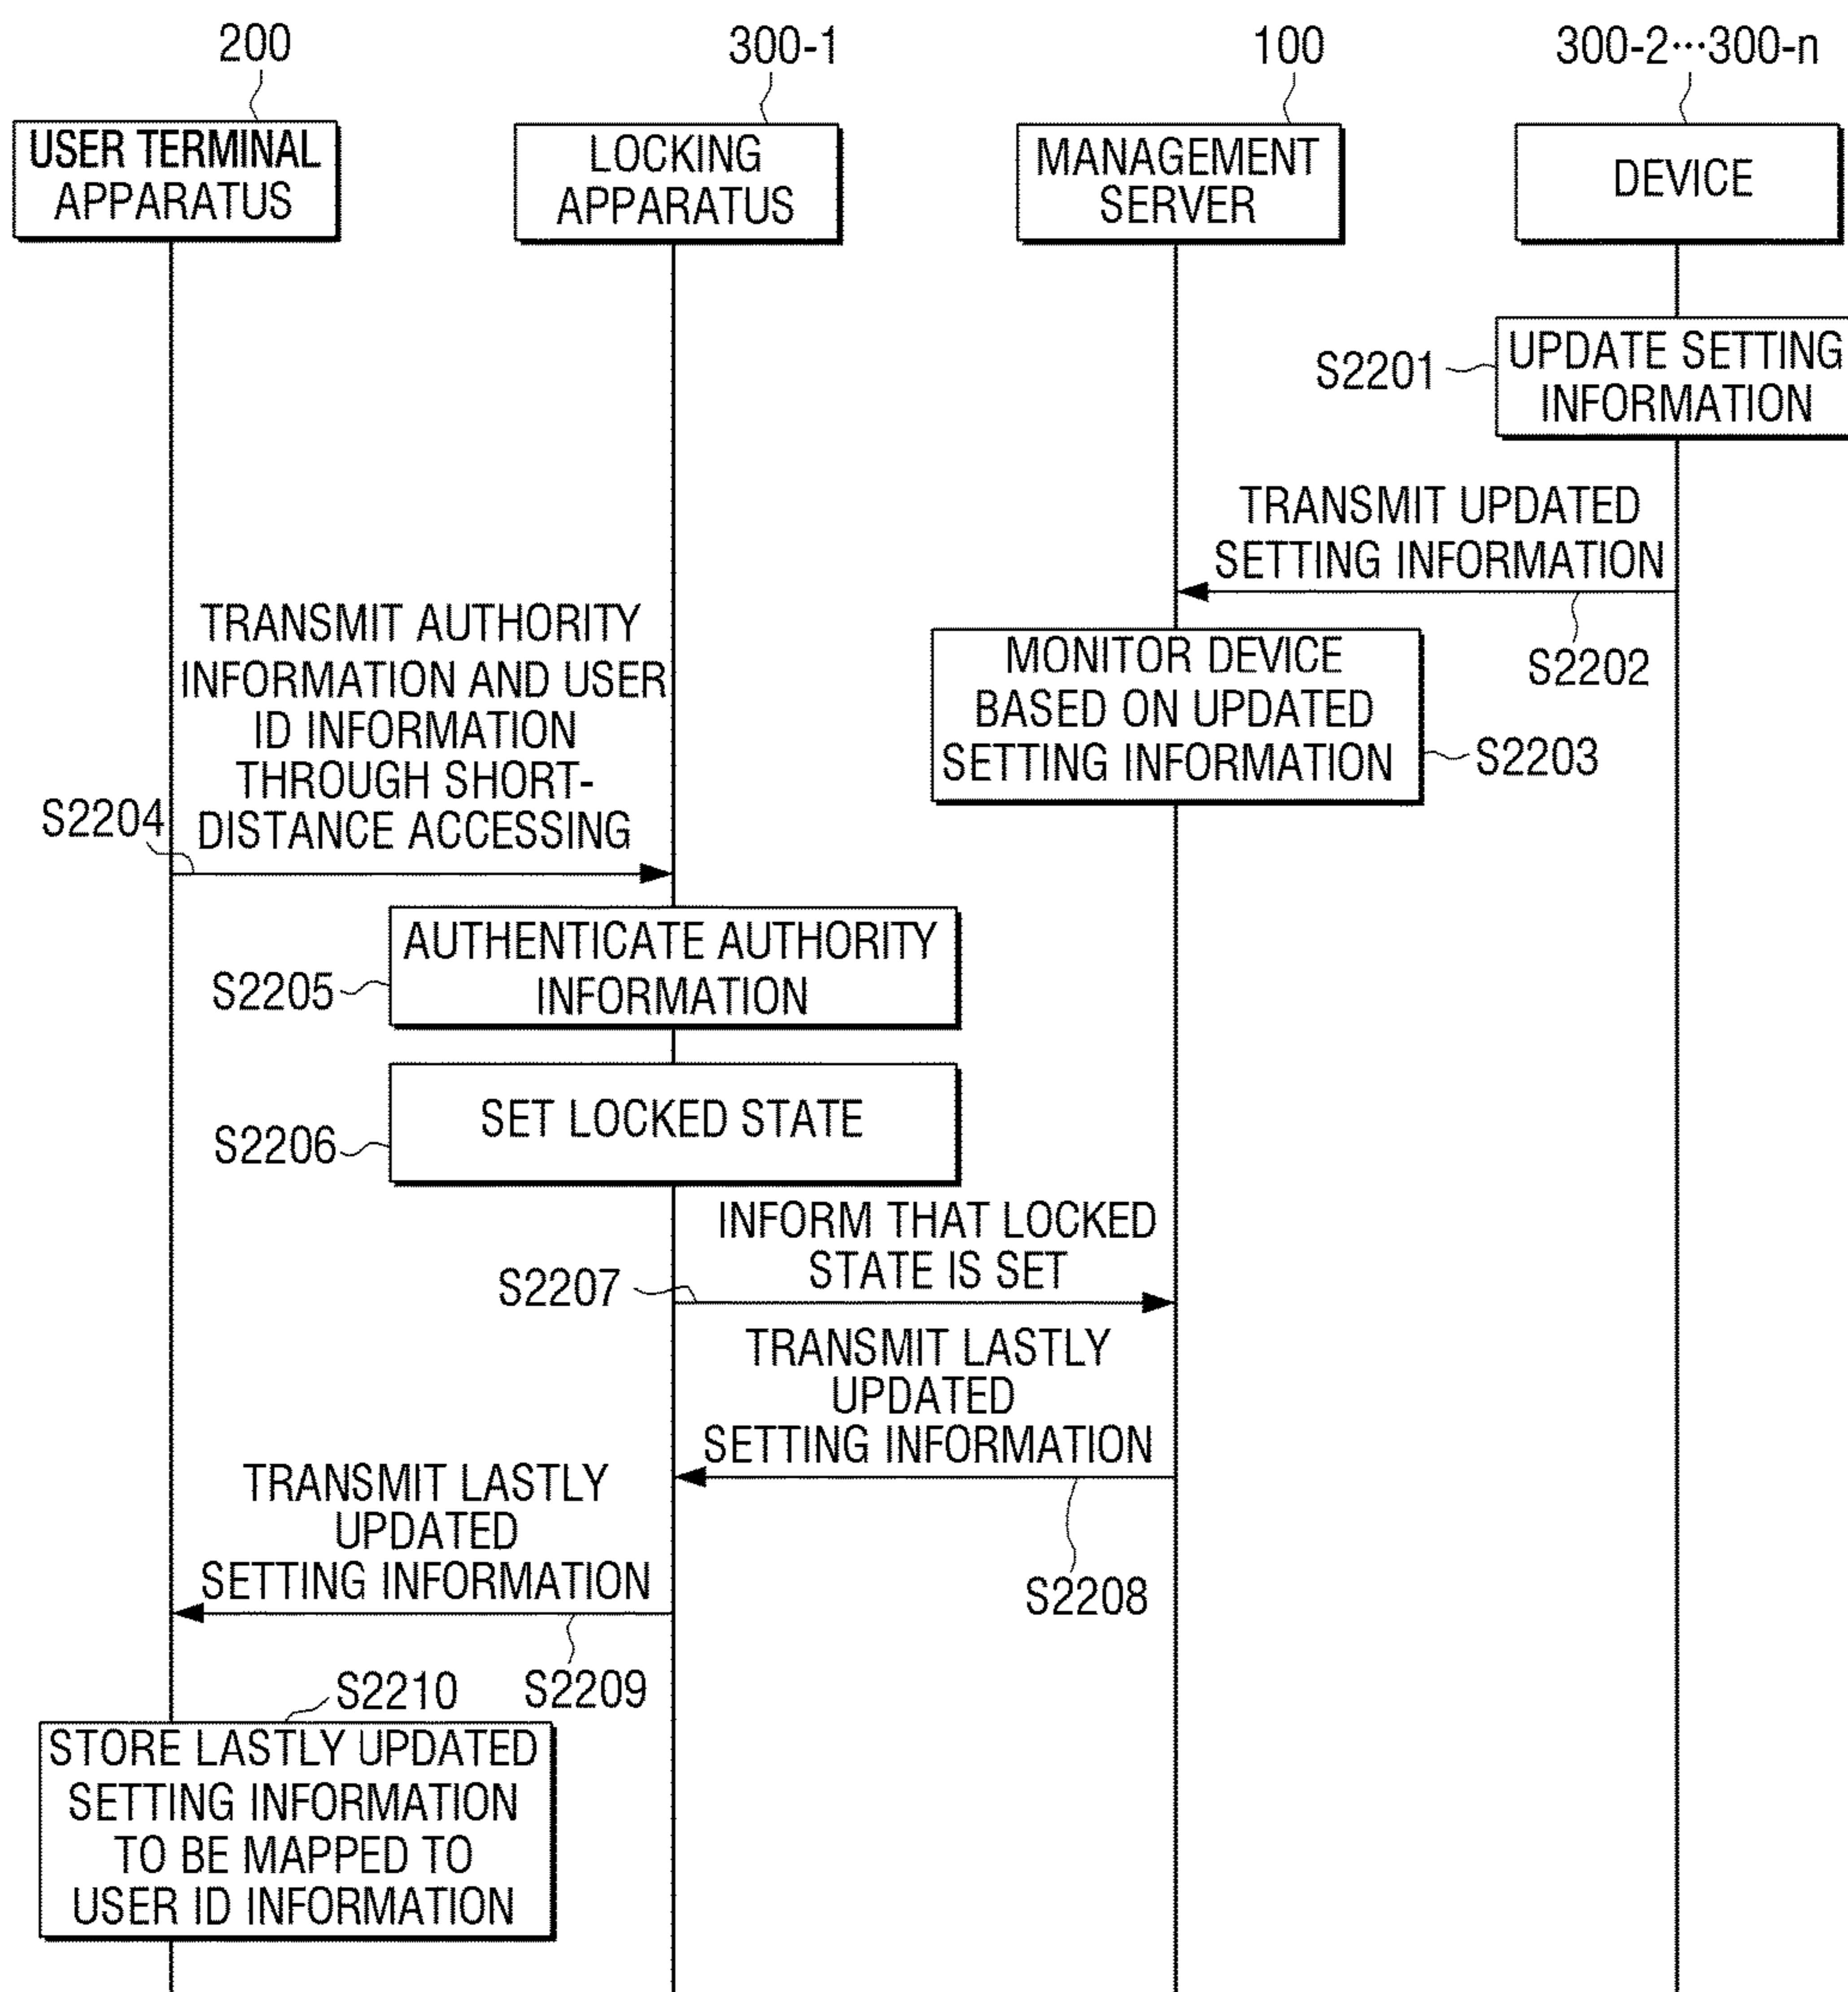 200
300-1
100
300-2···300-n
USER TERMINAL
APPARATUS
LOCKING
APPARATUS
MANAGEMENT
SERVER
DEVICE
S2201
UPDATE SETTING
INFORMATION
TRANSMIT UPDATED
SETTING INFORMATION
S2202
MONITOR DEVICE
BASED ON UPDATED
SETTING INFORMATION
S2203
TRANSMIT AUTHORITY
INFORMATION AND USER
ID INFORMATION
THROUGH SHORT-
DISTANCE ACCESSING
S2204
AUTHENTICATE AUTHORITY
INFORMATION
S2205
SET LOCKED STATE
S2206
INFORM THAT LOCKED
STATE IS SET
S2207
TRANSMIT LASTLY
UPDATED
SETTING INFORMATION
S2208
TRANSMIT LASTLY
UPDATED
SETTING INFORMATION
S2209
S2210
STORE LASTLY UPDATED
SETTING INFORMATION
TO BE MAPPED TO
USER ID INFORMATION